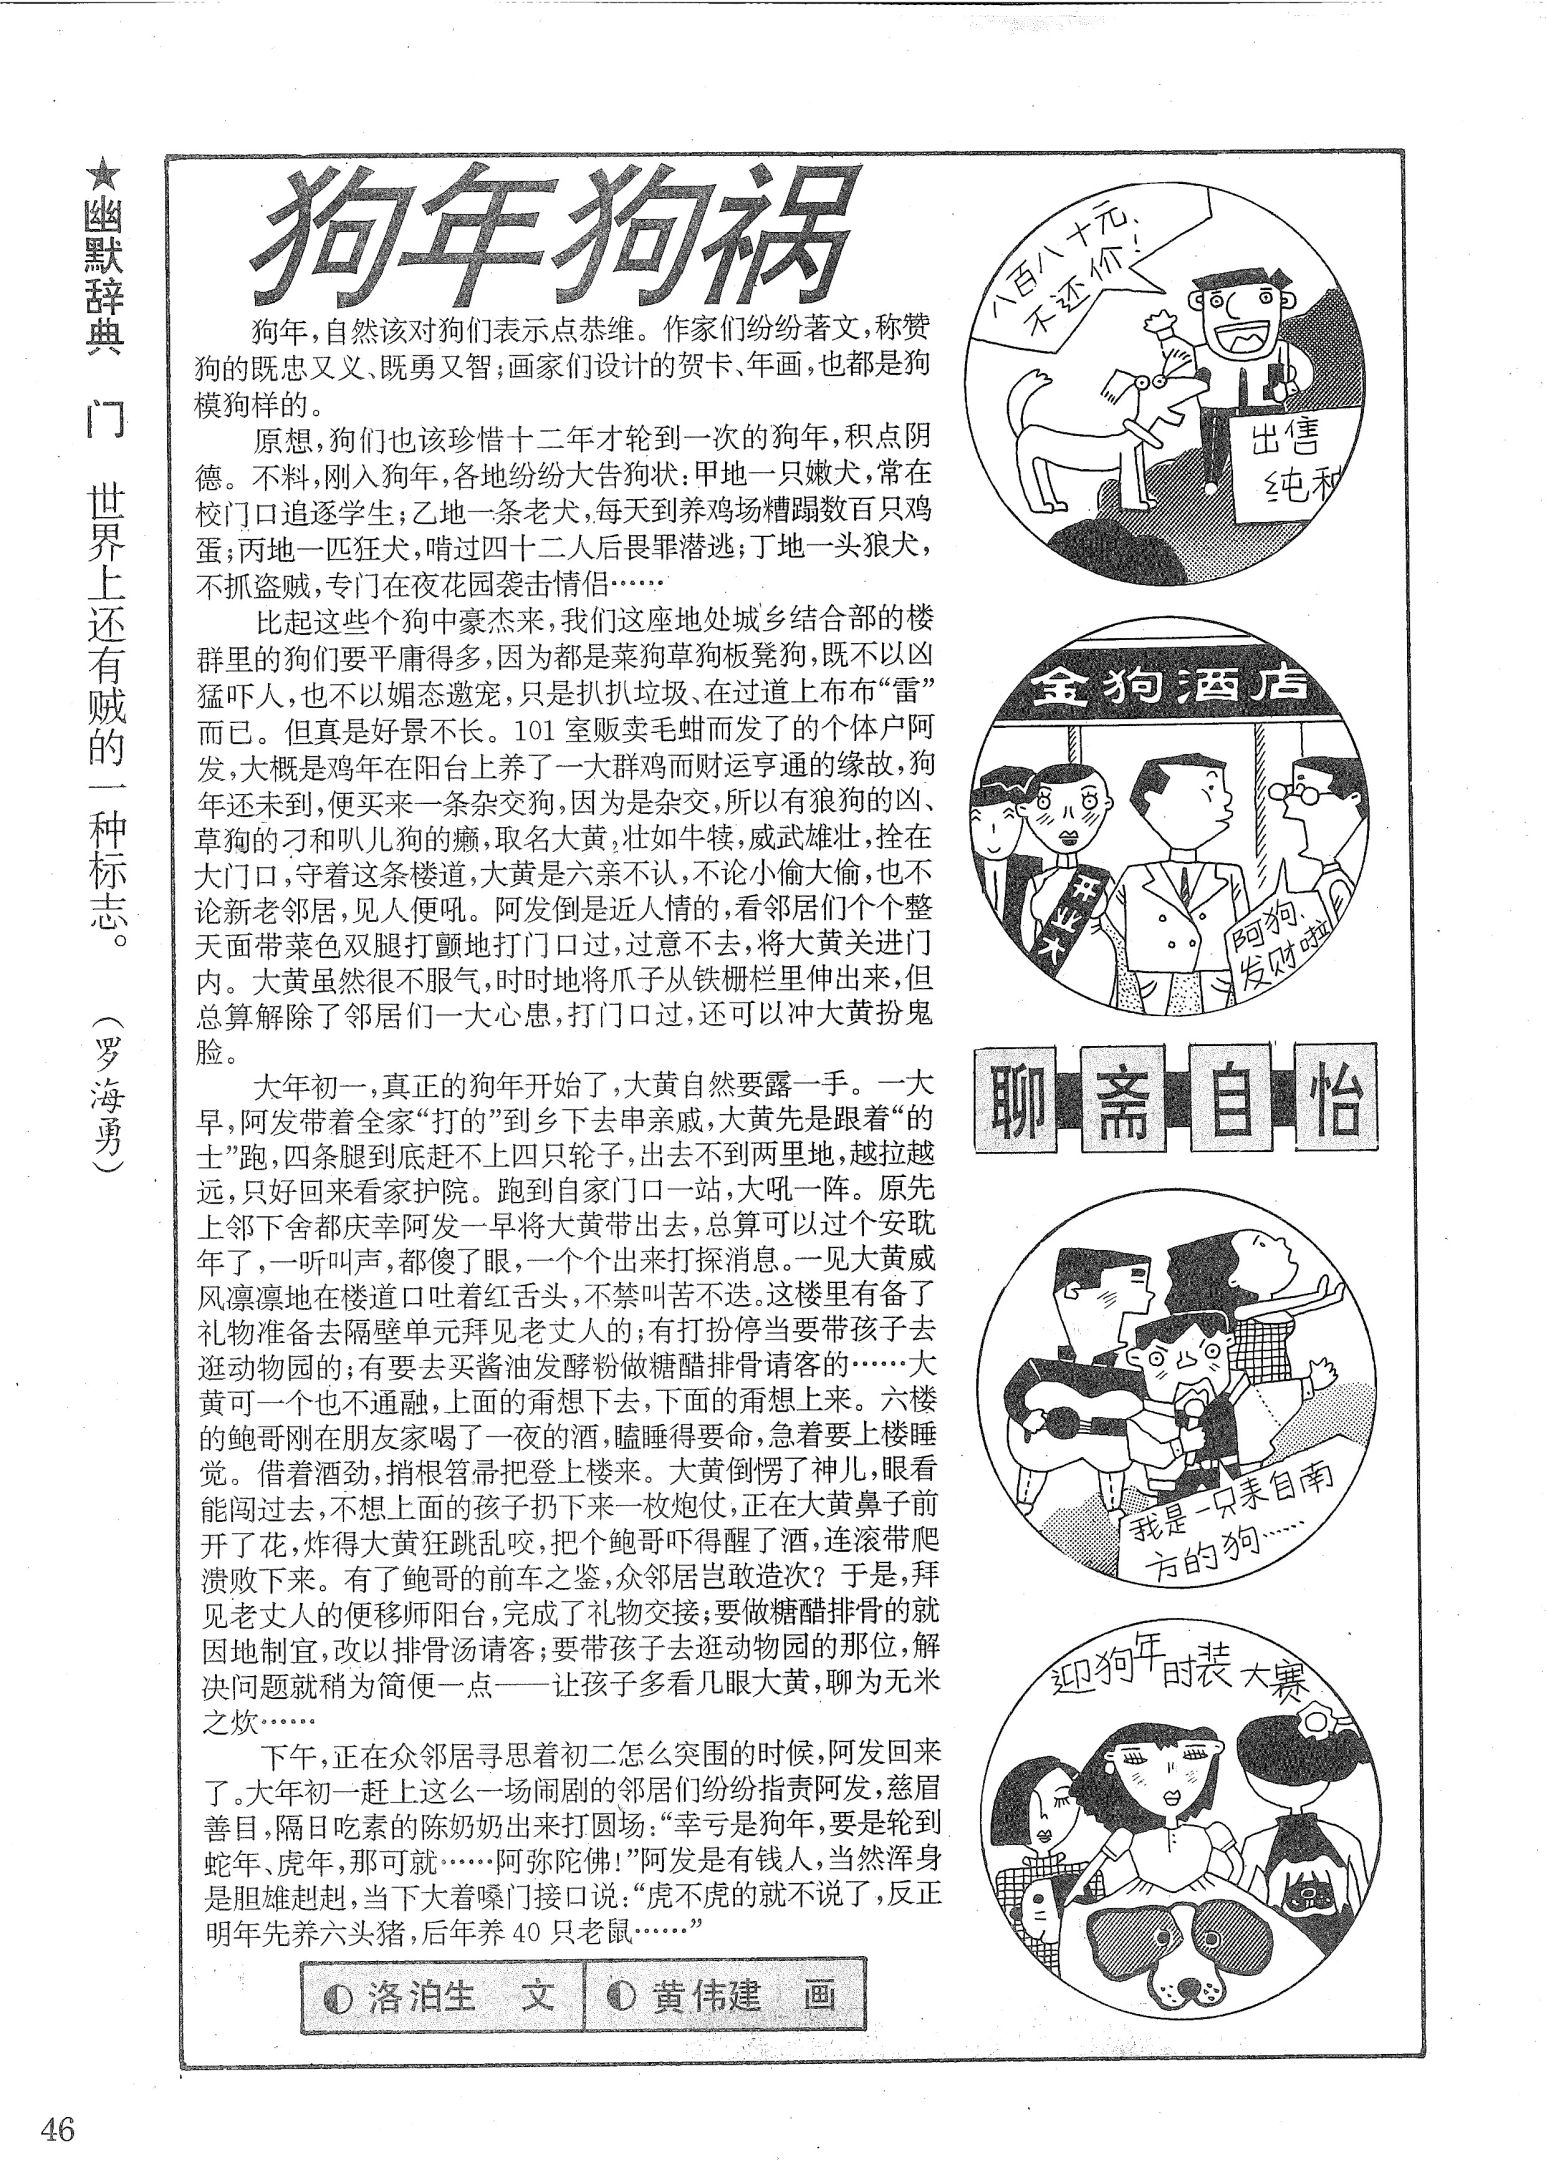 ★幽默辞典 门 世界上还有贼的一种标志。 (罗海勇)
狗年狗祸
狗年,自然该对狗们表示点恭维。作家们纷纷著文,称赞
狗的既忠又义、既勇又智;画家们设计的贺卡、年画,也都是狗
模狗样的。
原想,狗们也该珍惜十二年才轮到一次的狗年,积点阴
德。不料,刚入狗年,各地纷纷大告狗状:甲地一只嫩犬,常在
校门口追逐学生;乙地一条老犬,每天到养鸡场糟蹋数百只鸡
蛋;丙地一匹狂犬,啃过四十二人后畏罪潜逃;丁地一头狼犬,
不抓盗贼,专门在夜花园袭击情侣……
比起这些个狗中豪杰来,我们这座地处城乡结合部的楼
群里的狗们要平庸得多,因为都是菜狗草狗板凳狗,既不以凶
猛吓人,也不以媚态邀宠,只是扒扒垃圾、在过道上布布“雷”
而已。但真是好景不长。101室贩卖毛蚶而发了的个体户阿
发,大概是鸡年在阳台上养了一大群鸡而财运亨通的缘故,狗
年还未到,便买来一条杂交狗,因为是杂交,所以有狼狗的凶、
草狗的刁和叭儿狗的癞,取名大黄,壮如牛犊,威武雄壮,拴在
大门口,守着这条楼道,大黄是六亲不认,不论小偷大偷,也不
论新老邻居,见人便吼。阿发倒是近人情的,看邻居们个个整
天面带菜色双腿打颤地打门口过,过意不去,将大黄关进门
内。大黄虽然很不服气,时时地将爪子从铁栅栏里伸出来,但
总算解除了邻居们一大心患,打门口过,还可以冲大黄扮鬼
脸。
大年初一,真正的狗年开始了,大黄自然要露一手。一大
早,阿发带着全家“打的”到乡下去串亲戚,大黄先是跟着“的
士”跑,四条腿到底赶不上四只轮子,出去不到两里地,越拉越
远,只好回来看家护院。跑到自家门口一站,大吼一阵。原先
上邻下舍都庆幸阿发一早将大黄带出去,总算可以过个安耽
年了,一听叫声,都傻了眼,一个个出来打探消息。一见大黄威
风凛凛地在楼道口吐着红舌头,不禁叫苦不迭。这楼里有备了
礼物准备去隔壁单元拜见老丈人的;有打扮停当要带孩子去
逛动物园的;有要去买酱油发酵粉做糖醋排骨请客的……大
黄可一个也不通融,上面的甭想下去,下面的甭想上来。六楼
的鲍哥刚在朋友家喝了一夜的酒,瞌睡得要命,急着要上楼睡
觉。借着酒劲,捎根笤帚把登上楼来。大黄倒愣了神儿,眼看
能闯过去,不想上面的孩子扔下来一枚炮仗,正在大黄鼻子前
开了花,炸得大黄狂跳乱咬,把个鲍哥吓得醒了酒,连滚带爬
溃败下来。有了鲍哥的前车之鉴,众邻居岂敢造次?于是,拜
见老丈人的便移师阳台,完成了礼物交接;要做糖醋排骨的就
因地制宜,改以排骨汤请客;要带孩子去逛动物园的那位,解
决问题就稍为简便一点——让孩子多看几眼大黄,聊为无米
之炊……
下午,正在众邻居寻思着初二怎么突围的时候,阿发回来
了。大年初一赶上这么一场闹剧的邻居们纷纷指责阿发,慈眉
善目,隔日吃素的陈奶奶出来打圆场:“幸亏是狗年,要是轮到
蛇年、虎年,那可就……阿弥陀佛!”阿发是有钱人,当然浑身
是胆雄赳赳,当下大着嗓门接口说:“虎不虎的就不说了,反正
明年先养六头猪,后年养40只老鼠……”
洛泊生 文 黄伟建 画
八百八十元,
不还价!
出售
纯种
金狗酒店
开业大
阿狗,
发财啦
聊斋自怡
我是一只来自南
方的狗……
迎狗年时装大赛
46